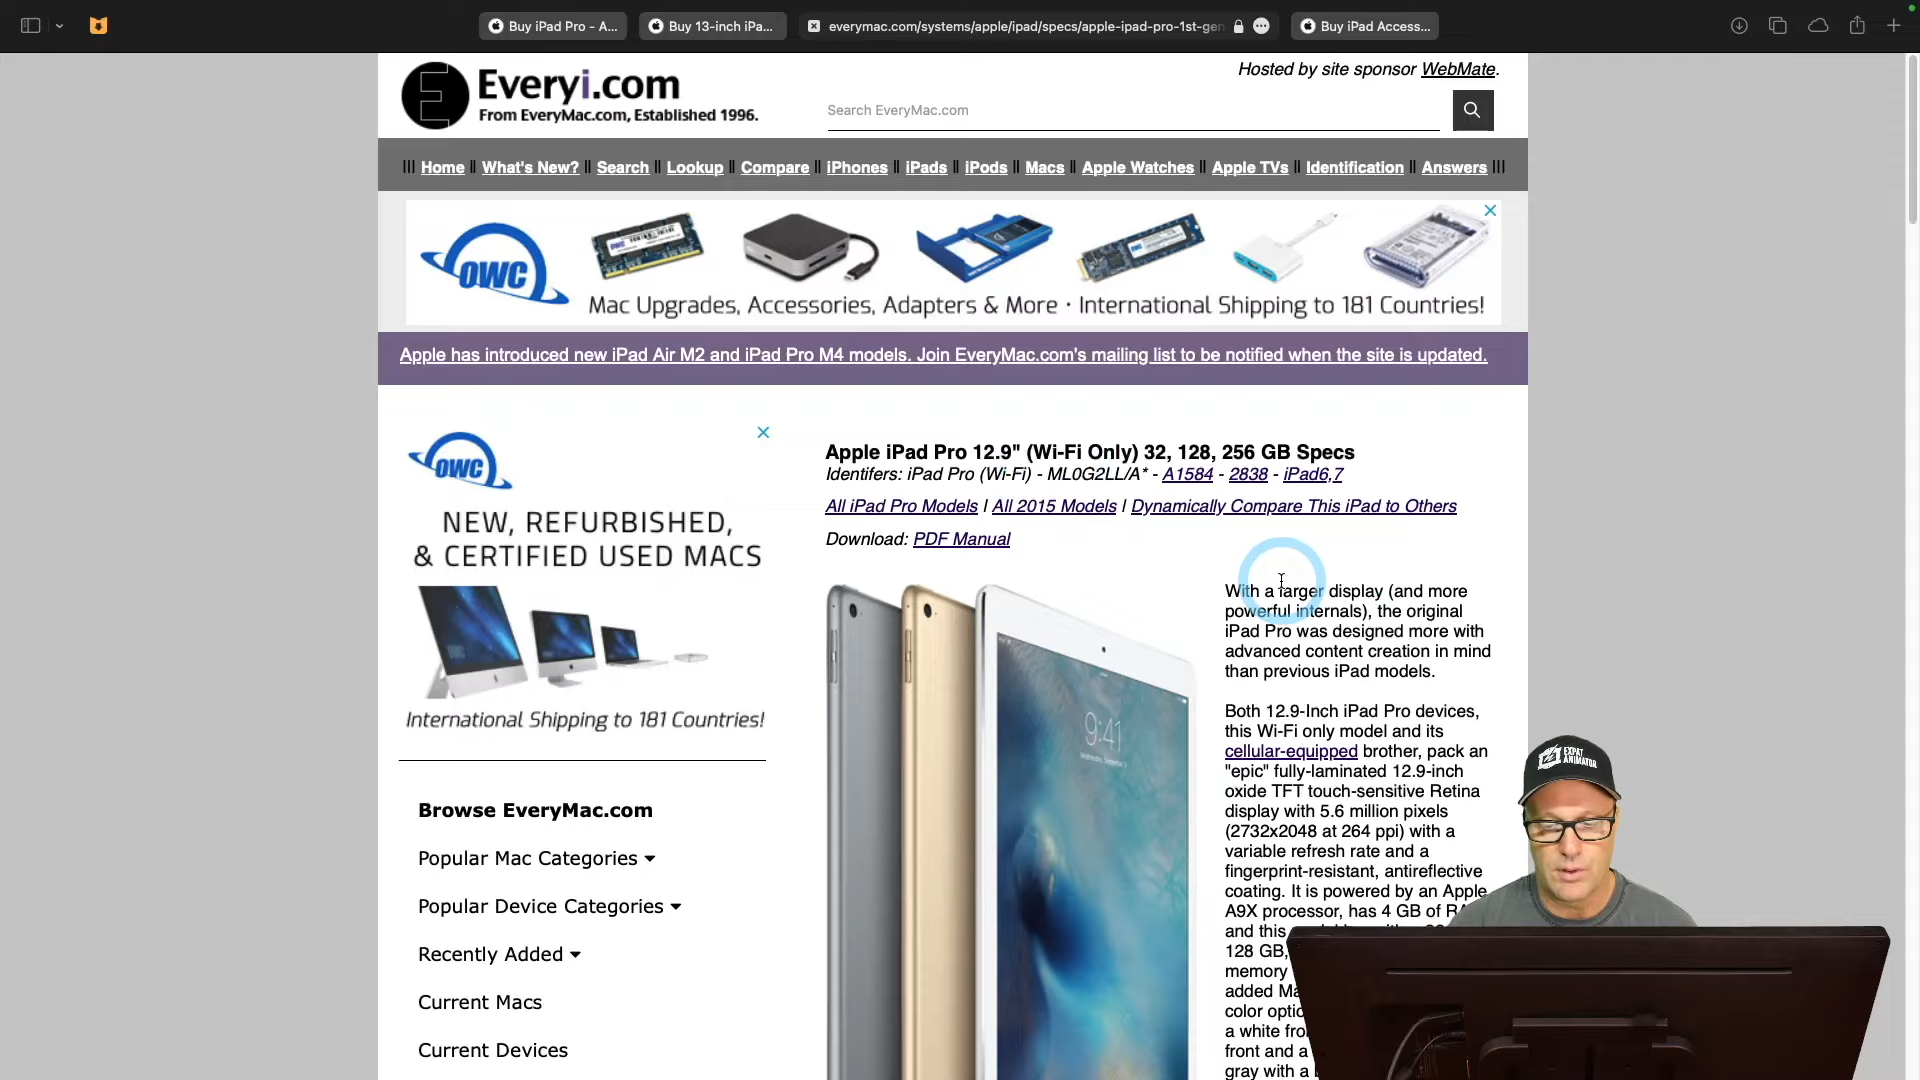 Buy iPad Pro - A...
Buy 13-inch iPa...
everymac.com/systems/apple/ipad/specs/apple-ipad-pro-1st-gen
Buy iPad Access...
Everyi.com
From EveryMac.com, Established 1996.
Hosted by site sponsor WebMate.
Search EveryMac.com
||| Home || What's New? || Search || Lookup || Compare || iPhones || iPads || iPods || Macs || Apple Watches || Apple TVs || Identification || Answers |||
OWC
Mac Upgrades, Accessories, Adapters & More · International Shipping to 181 Countries!
Apple has introduced new iPad Air M2 and iPad Pro M4 models. Join EveryMac.com's mailing list to be notified when the site is updated.
OWC
NEW, REFURBISHED,
& CERTIFIED USED MACS
International Shipping to 181 Countries!
Browse EveryMac.com
Popular Mac Categories
Popular Device Categories
Recently Added
Current Macs
Current Devices
Apple iPad Pro 12.9" (Wi-Fi Only) 32, 128, 256 GB Specs
Identifers: iPad Pro (Wi-Fi) - ML0G2LL/A* - A1584 - 2838 - iPad6,7
All iPad Pro Models | All 2015 Models | Dynamically Compare This iPad to Others
Download: PDF Manual
9:41
With a larger display (and more
powerful internals), the original
iPad Pro was designed more with
advanced content creation in mind
than previous iPad models.
Both 12.9-Inch iPad Pro devices,
this Wi-Fi only model and its
cellular-equipped brother, pack an
"epic" fully-laminated 12.9-inch
oxide TFT touch-sensitive Retina
display with 5.6 million pixels
(2732x2048 at 264 ppi) with a
variable refresh rate and a
fingerprint-resistant, antireflective
coating. It is powered by an Apple
A9X processor, has 4 GB of
and this
128 GB,
memory
added
color
a white
front and a
gray with a
EXPAT
ANIMATOR